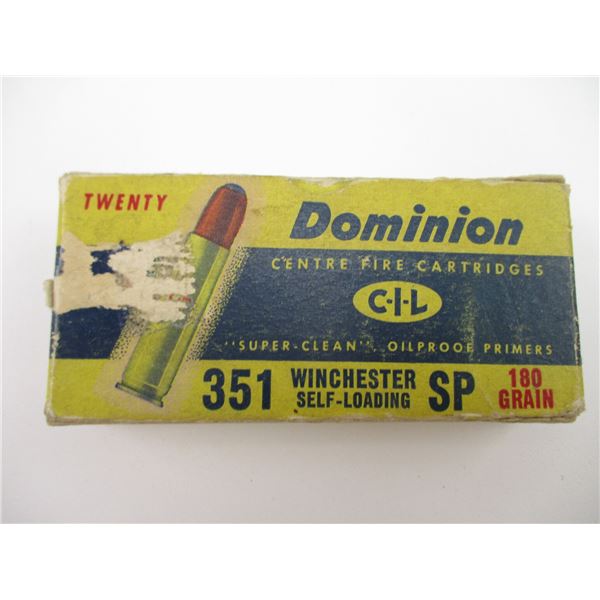 TWENTY
Dominion
CENTRE FIRE CARTRIDGES
C-I-L
"SUPER-CLEAN", OILPROOF PRIMERS
351 WINCHESTER SELF-LOADING SP 180 GRAIN